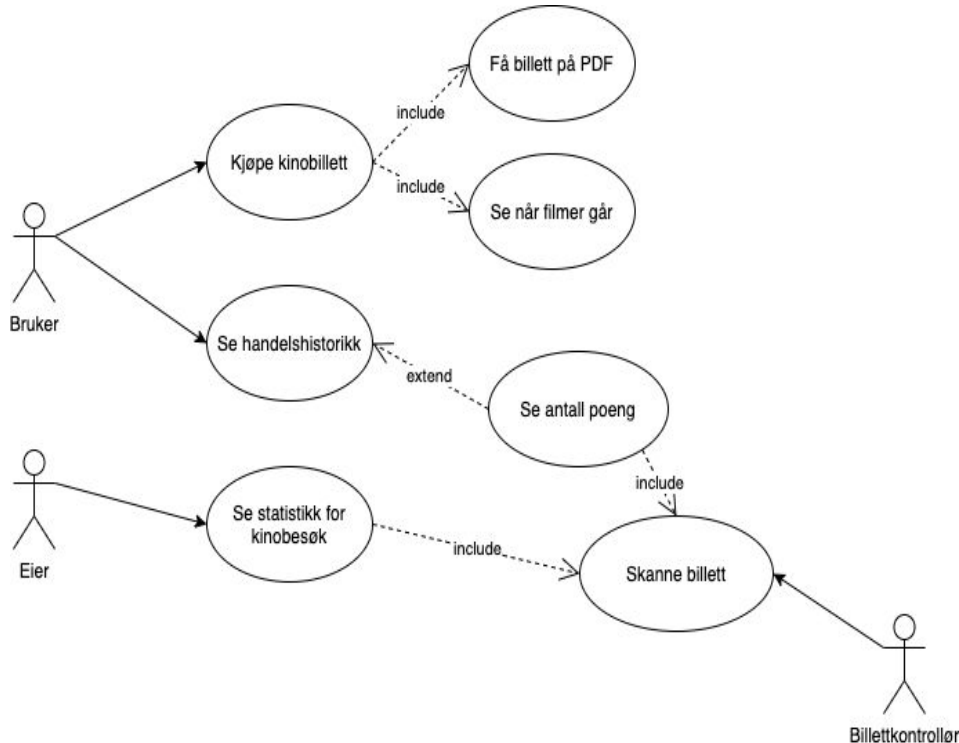 Få billett på PDF
include
Kjøpe kinobillett
include
Se når filmer går
Bruker
Se handelshistorikk
extend
Se antall poeng
include
Se statistikk for
kinobesøk
include
Skanne billett
Eier
Billettkontrollør